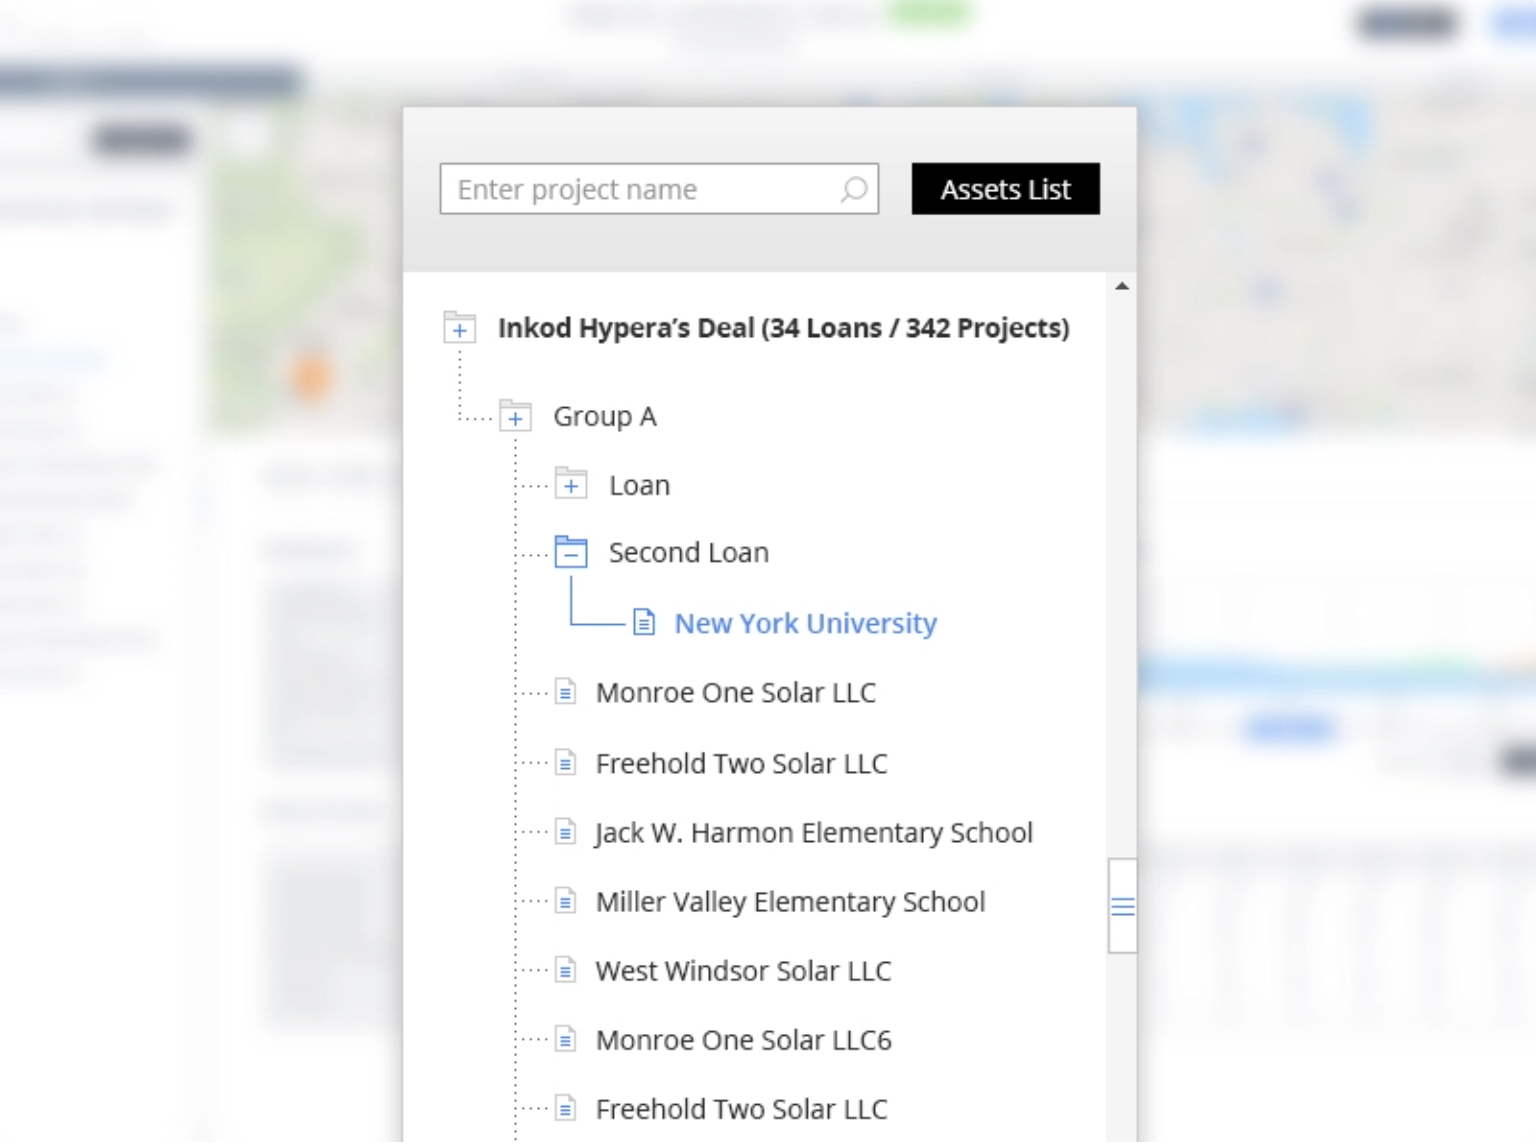 Enter project name
Assets List
Inkod Hypera’s Deal (34 Loans / 342 Projects)
Group A
Loan
Second Loan
New York University
Monroe One Solar LLC
Freehold Two Solar LLC
Jack W. Harmon Elementary School
Miller Valley Elementary School
West Windsor Solar LLC
Monroe One Solar LLC6
Freehold Two Solar LLC